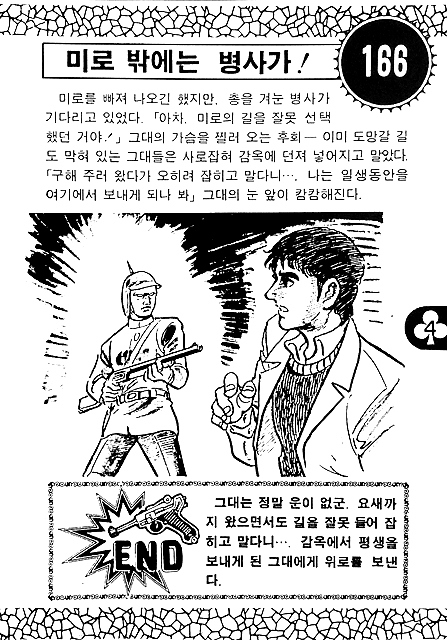 미로 밖에는 병사가!
166
미로를 빠져 나오긴 했지만, 총을 겨눈 병사가
기다리고 있었다. 「아차, 미로의 길을 잘못 선택
했던 거야!」 그대의 가슴을 찔러 오는 후회— 이미 도망갈 길
도 막혀 있는 그대들은 사로잡혀 감옥에 던져 넣어지고 말았다.
「구해 주러 왔다가 오히려 잡히고 말다니…. 나는 일생동안을
여기에서 보내게 되나 봐」 그대의 눈 앞이 캄캄해진다.
4
END
그대는 정말 운이 없군. 요새까
지 왔으면서도 길을 잘못 들어 잡
히고 말다니…. 감옥에서 평생을
보내게 된 그대에게 위로를 보낸
다.